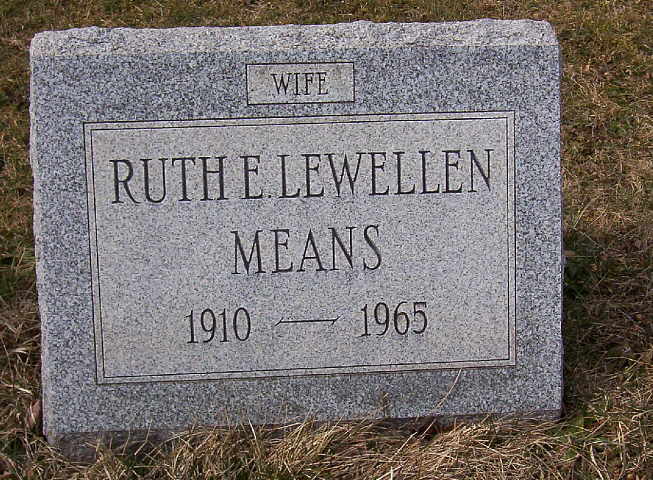 WIFE
RUTH E. LEWELLEN
MEANS
1910 — 1965